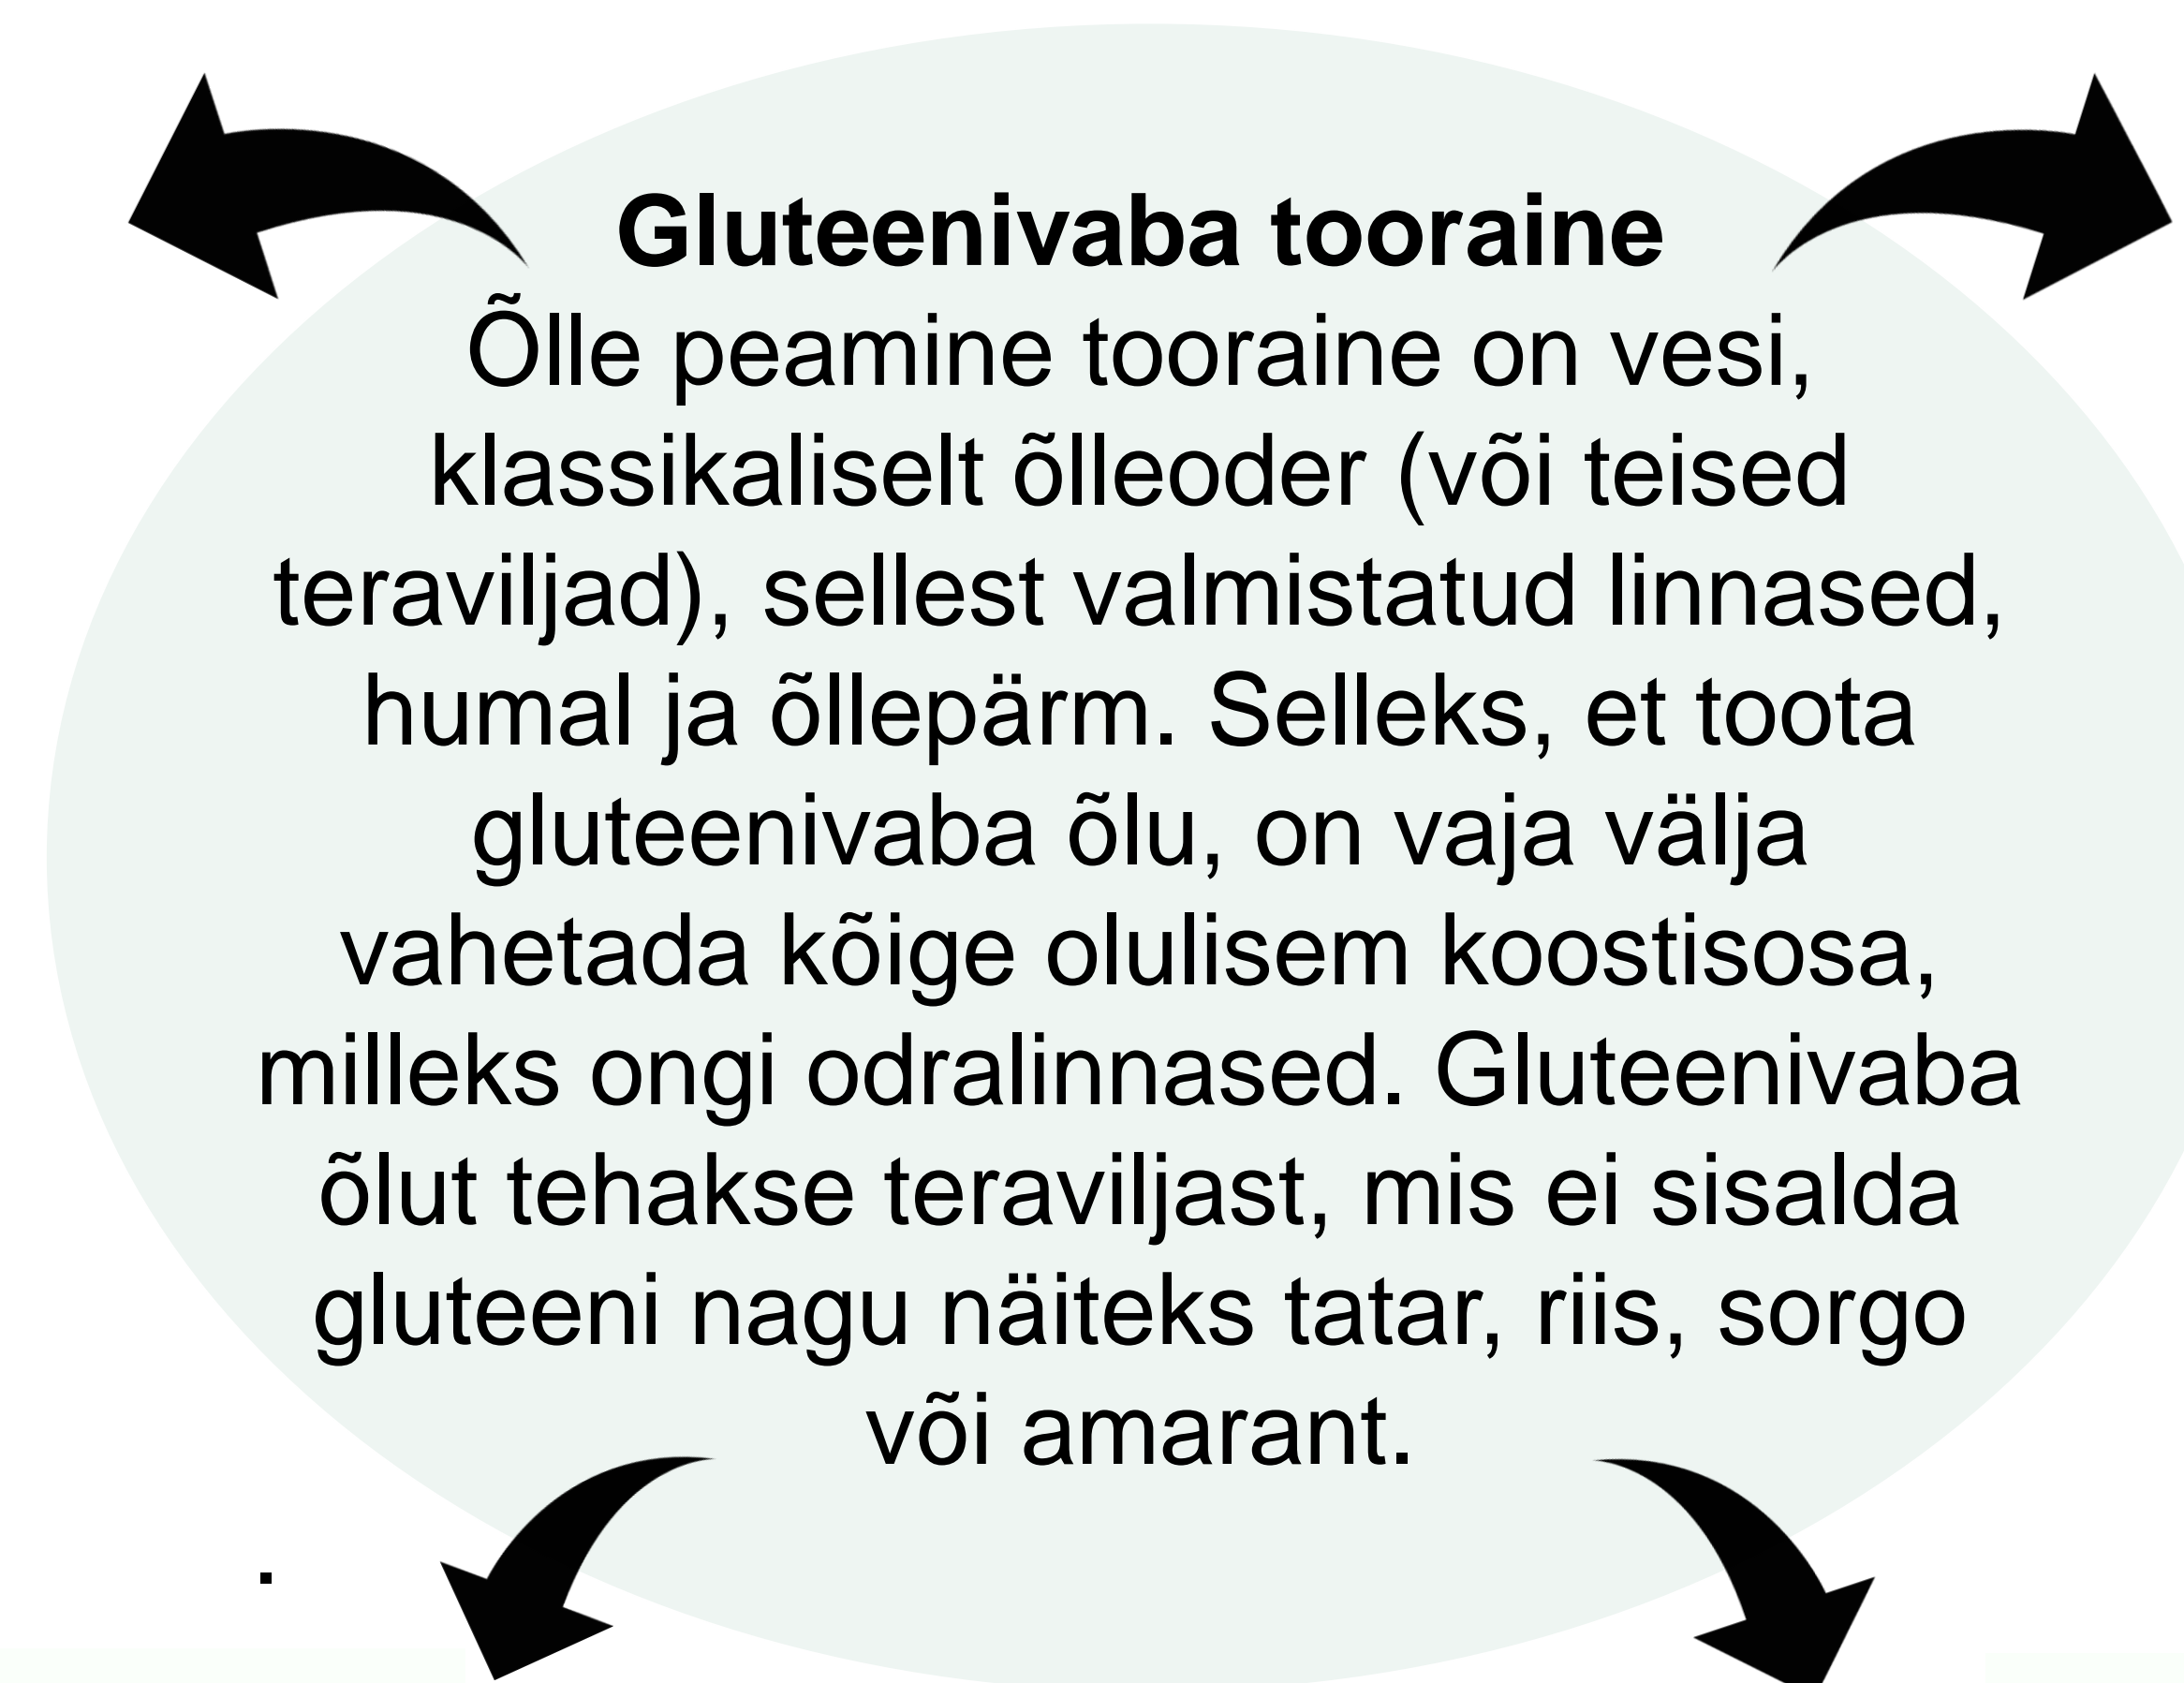 Gluteenivaba tooraine
Õlle peamine tooraine on vesi,
klassikaliselt õlleoder (või teised
teraviljad), sellest valmistatud linnased,
humal ja õllepärm. Selleks, et toota
gluteenivaba õlu, on vaja välja
vahetada kõige olulisem koostisosa,
milleks ongi odralinnased. Gluteenivaba
õlut tehakse teraviljast, mis ei sisalda
gluteeni nagu näiteks tatar, riis, sorgo
või amarant.
.